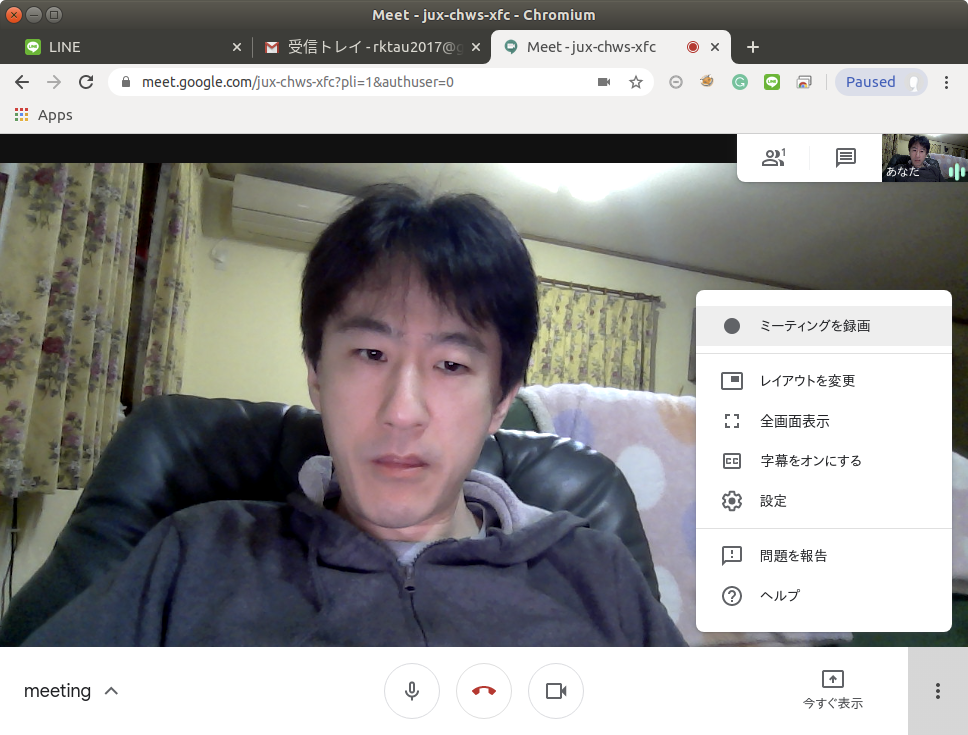 Meet - jux-chws-xfc - Chromium
LINE
受信トレイ - rktau2017@g
Meet - jux-chws-xfc
meet.google.com/jux-chws-xfc?pli=1&authuser=0
Paused
Apps
1
あなた
ミーティングを録画
レイアウトを変更
全画面表示
字幕をオンにする
設定
問題を報告
ヘルプ
meeting
今すぐ表示